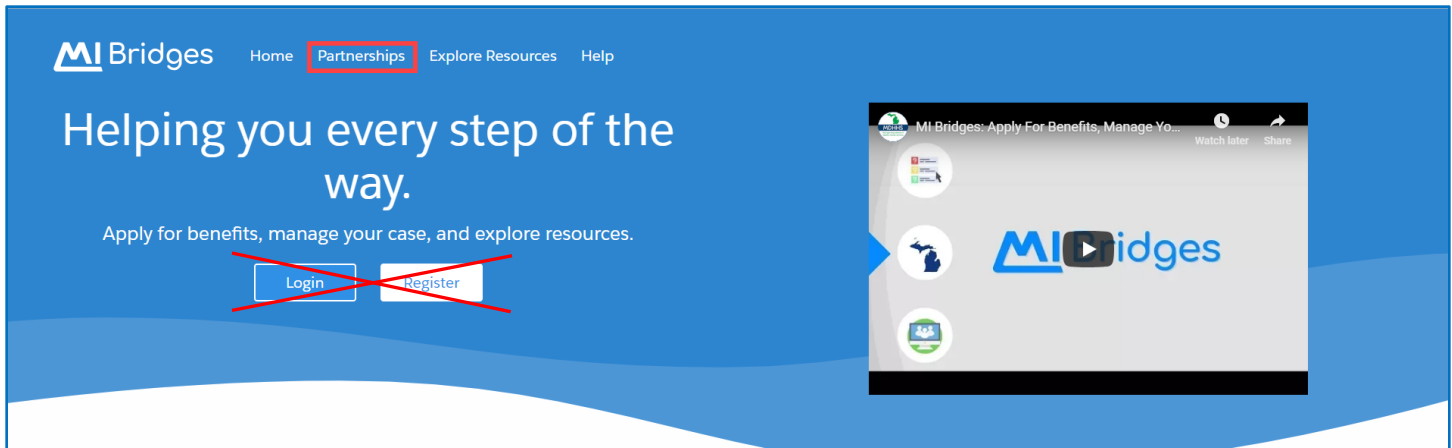 MI Bridges Home Partnerships Explore Resources Help
Helping you every step of the
way.
Apply for benefits, manage your case, and explore resources.
Login Register
MDHHS MI Bridges: Apply For Benefits, Manage Yo... Watch later Share
MI Bridges